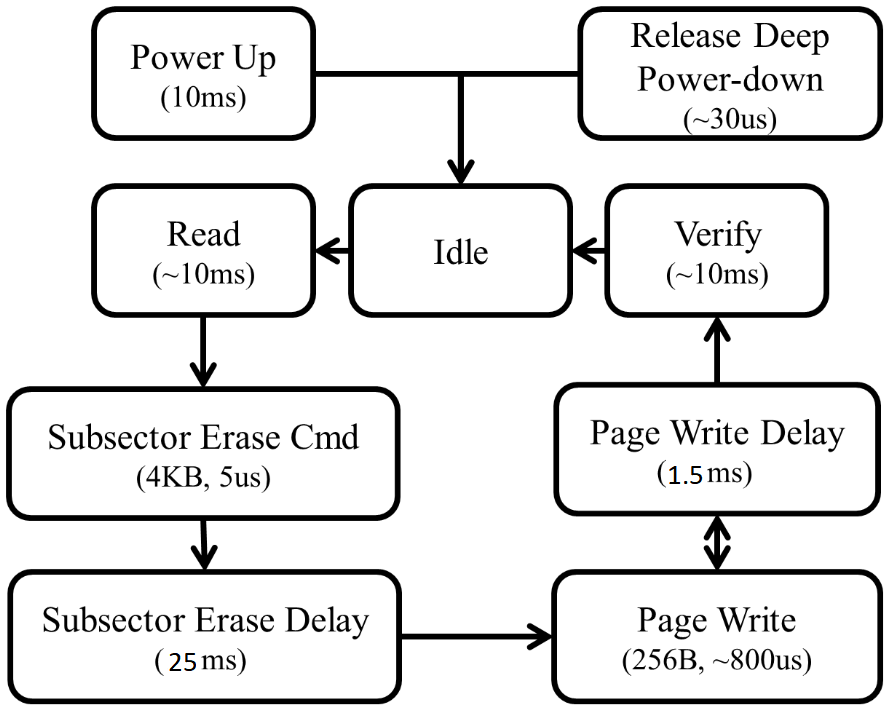 Power Up
(10ms)
Release Deep
Power-down
(~30us)
Read
(~10ms)
Idle
Verify
(~10ms)
Subsector Erase Cmd
(4KB, 5us)
Page Write Delay
(1.5ms)
Subsector Erase Delay
(25ms)
Page Write
(256B, ~800us)